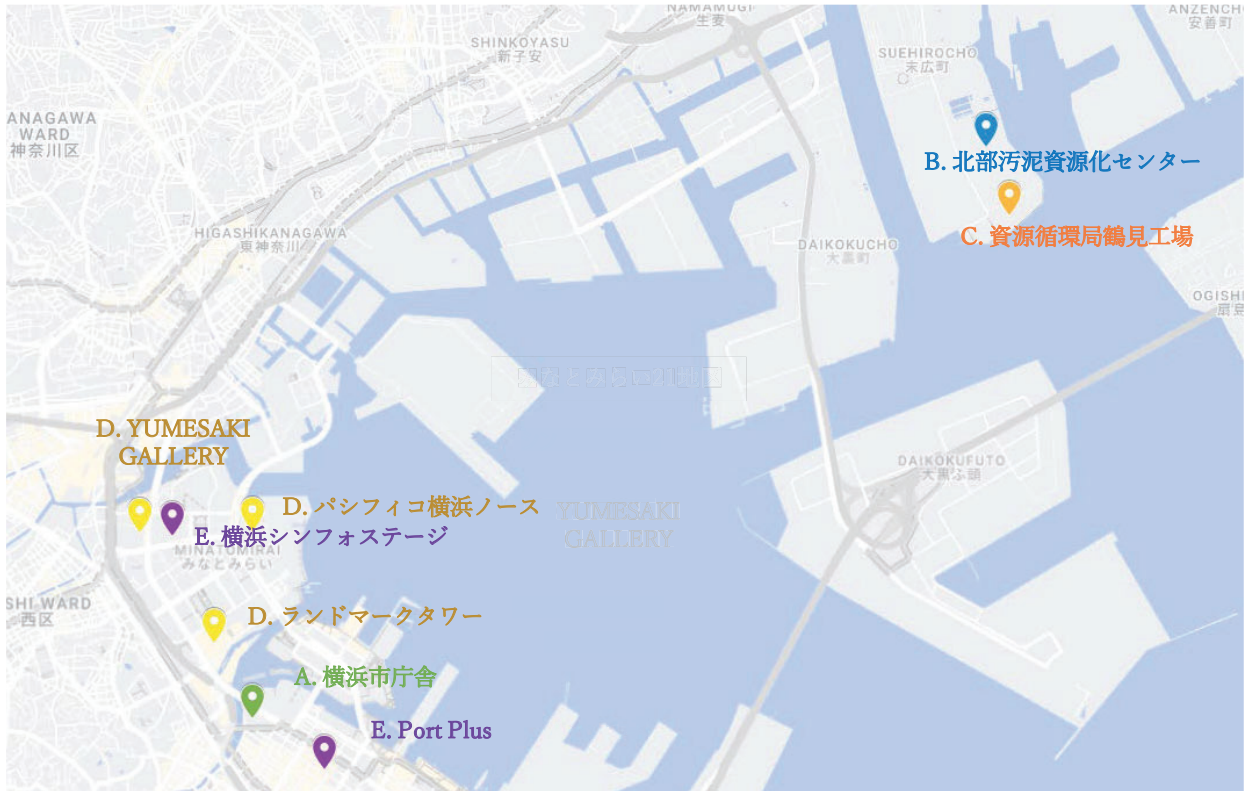 NAMAMUGI
生麦
ANZENCH
安善町
SHINKOYASU
新子安
SUEHIROCHO
末広町
ANAGAWA
WARD
神奈川区
B. 北部汚泥資源化センター
C. 資源循環局鶴見工場
HIGASHIKANAGAWA
東神奈川
DAIKOKUCHO
大黒町
OGISHI
扇島
D. YUMESAKI
GALLERY
DAIKOKUFUTO
大黒ふ頭
D. パシフィコ横浜ノース
YUMESAKI
GALLERY
E. 横浜シンフォステージ
MINATOMIRAI
みなとみらい
SHI WARD
西区
D. ランドマークタワー
A. 横浜市庁舎
E. Port Plus